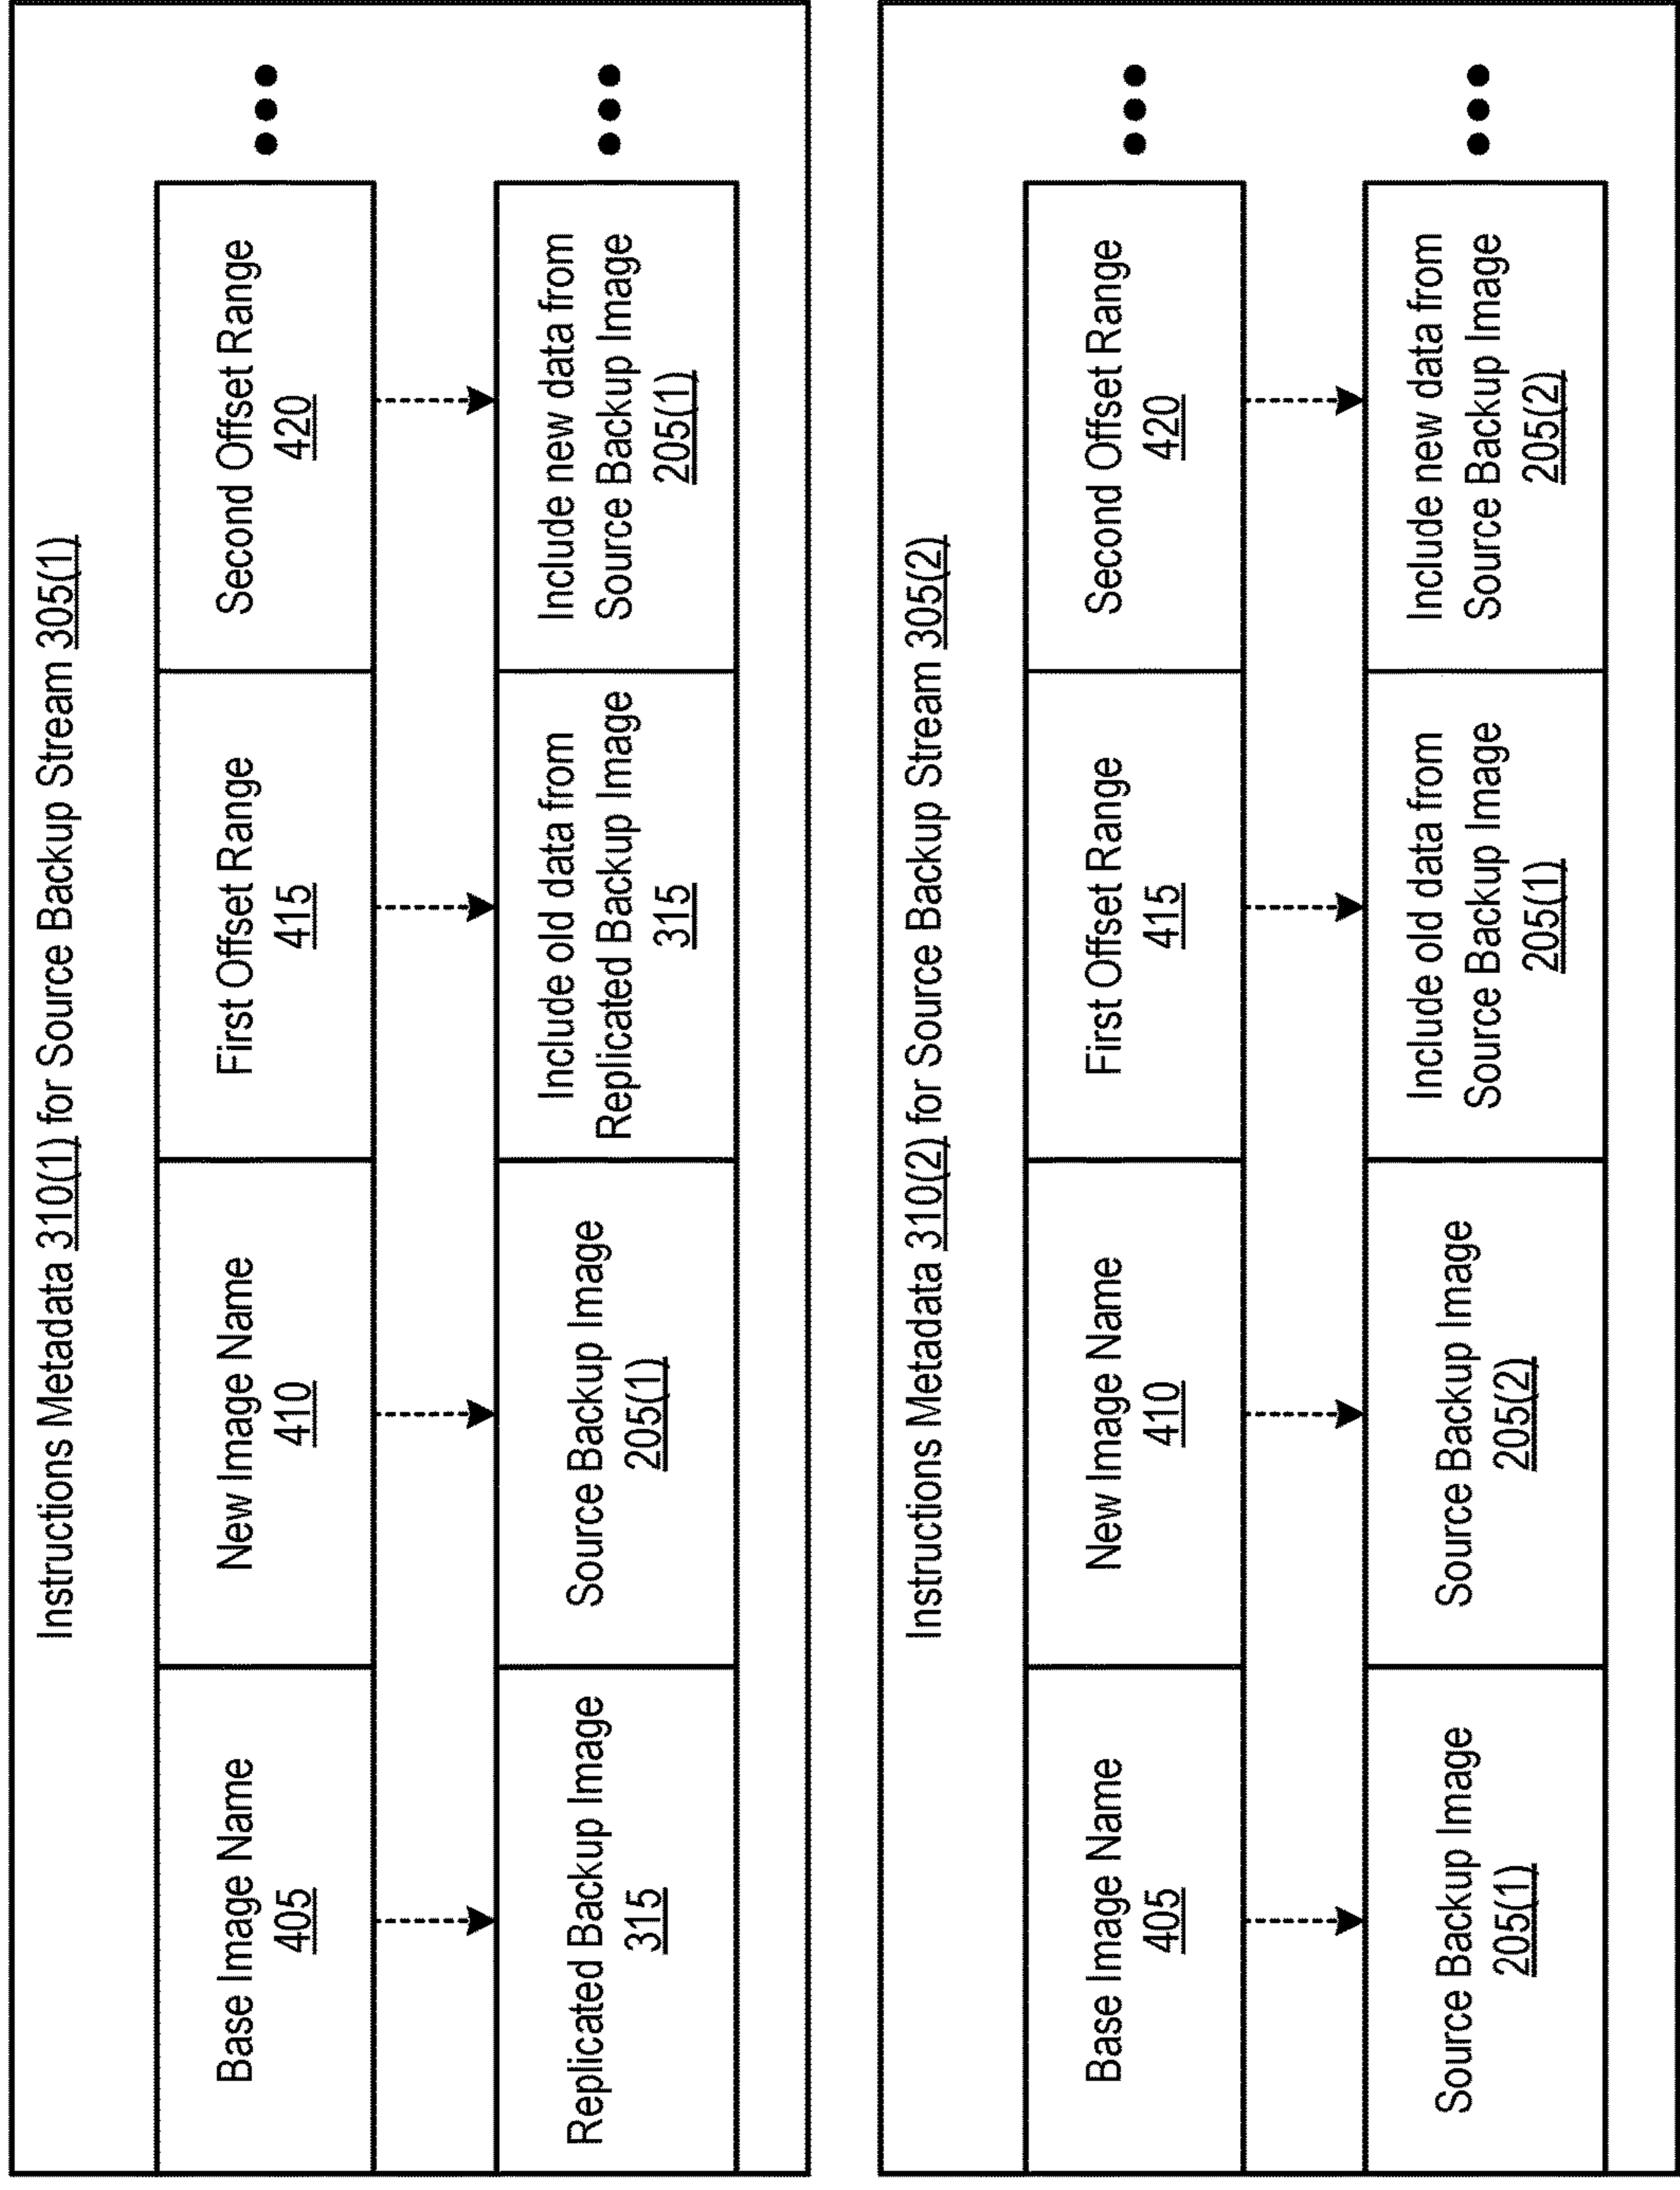 Instructions Metadata 310(1) for Source Backup Stream 305(1)
Base Image Name
405
New Image Name
410
First Offset Range
415
Second Offset Range
420
Replicated Backup Image
315
Source Backup Image
205(1)
Include old data from
Replicated Backup Image
315
Include new data from
Source Backup Image
205(1)
Instructions Metadata 310(2) for Source Backup Stream 305(2)
Base Image Name
405
New Image Name
410
First Offset Range
415
Second Offset Range
420
Source Backup Image
205(1)
Source Backup Image
205(2)
Include old data from
Source Backup Image
205(1)
Include new data from
Source Backup Image
205(2)